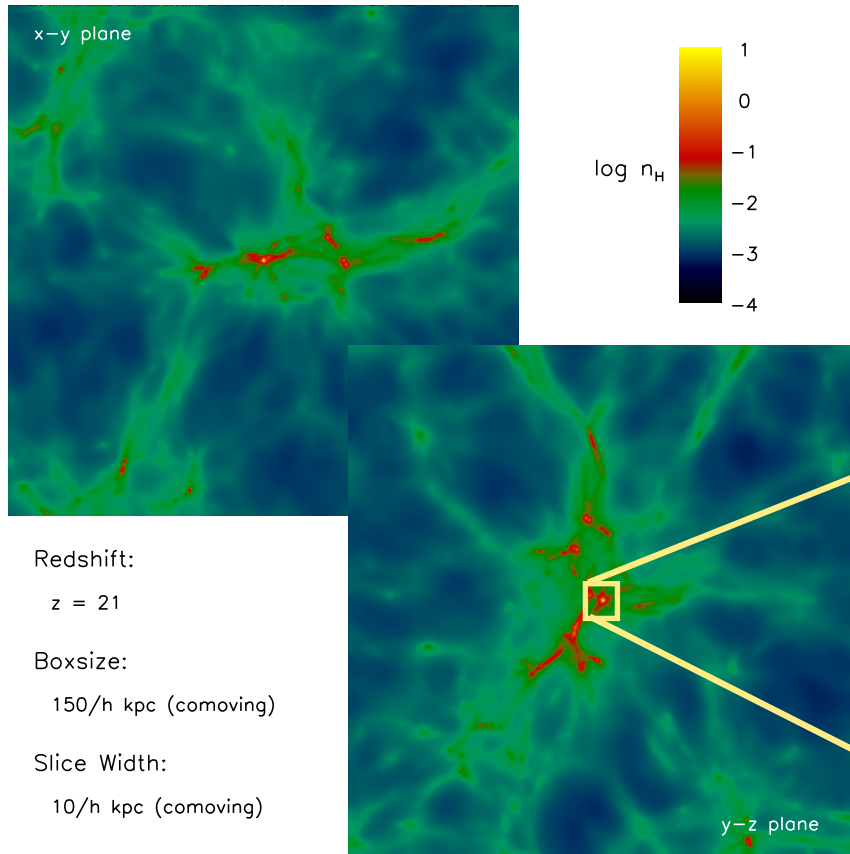 x-y plane
1
0
-1
log n_H
-2
-3
-4
Redshift:
z = 21
Boxsize:
150/h kpc (comoving)
Slice Width:
10/h kpc (comoving)
y-z plane